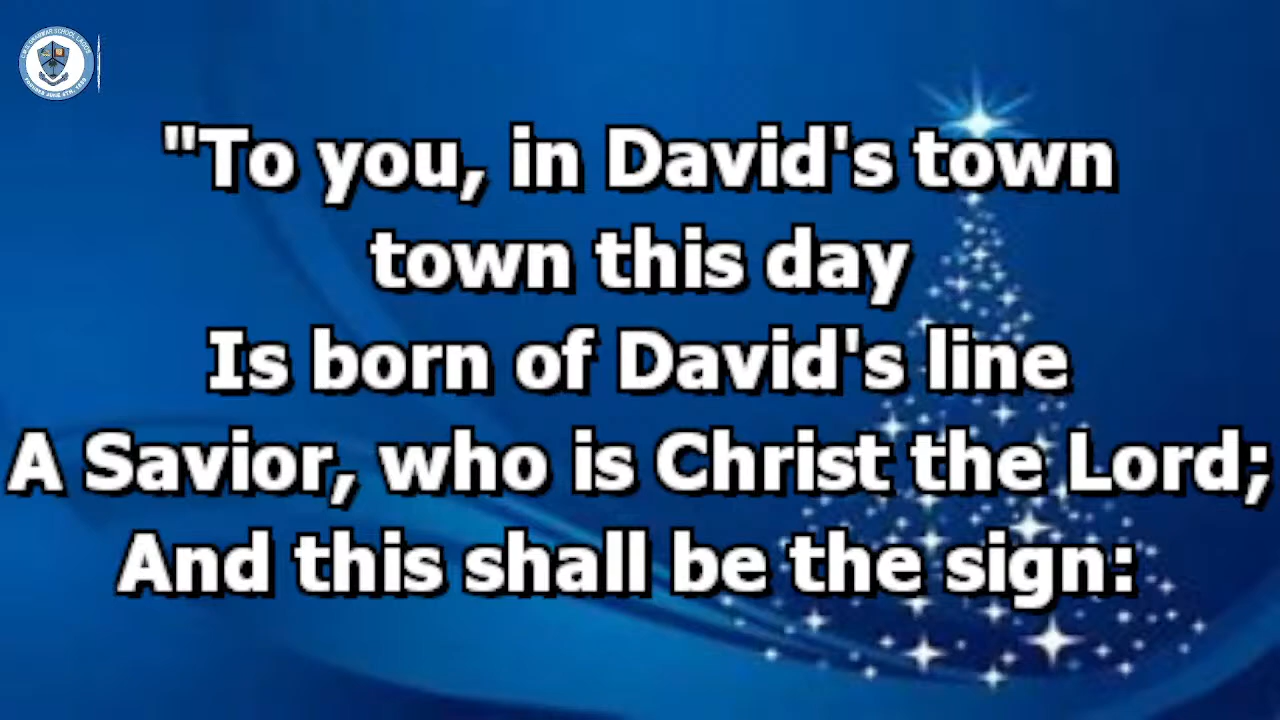 "To you, in David's town
town this day
Is born of David's line
A Savior, who is Christ the Lord;
And this shall be the sign: